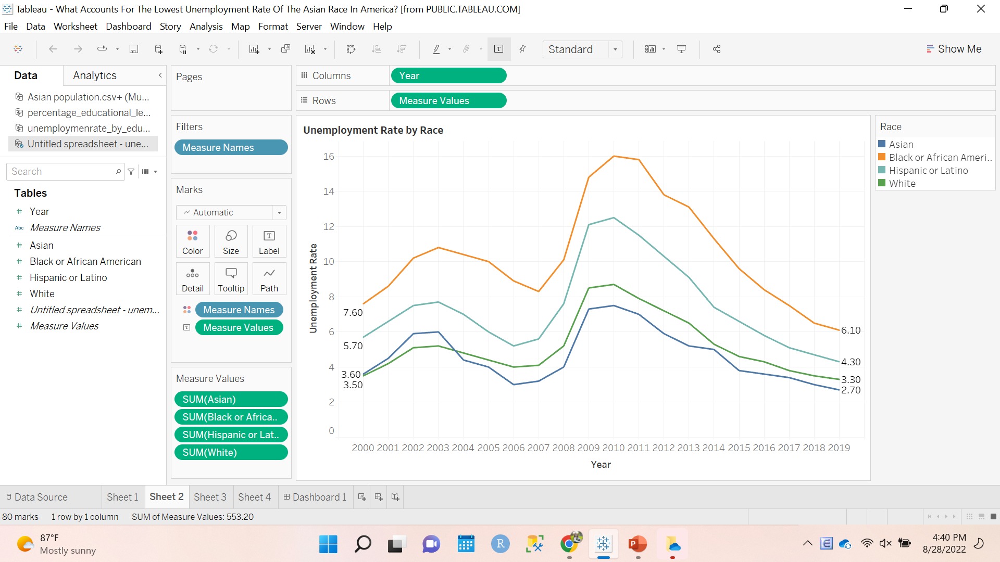 Tableau - What Accounts For The Lowest Unemployment Rate Of The Asian Race In America? [from PUBLIC.TABLEAU.COM]
File Data Worksheet Dashboard Story Analysis Map Format Server Window Help
Standard
Show Me
Data Analytics
Asian population.csv+ (Mu...
percentage_educational_le...
unemploymenrate_by_edu...
Untitled spreadsheet - une...
Search
Tables
Year
Abc Measure Names
Asian
Black or African American
Hispanic or Latino
White
Untitled spreadsheet - unem...
Measure Values
Pages
Filters
Measure Names
Marks
Automatic
Color Size Label
Detail Tooltip Path
Measure Names
Measure Values
Measure Values
SUM(Asian)
SUM(Black or Africa..
SUM(Hispanic or Lat..
SUM(White)
Columns Year
Rows Measure Values
Unemployment Rate by Race
Unemployment Rate
16
14
12
10
8
6
4
2
0
7.60
5.70
3.60
3.50
6.10
4.30
3.30
2.70
2000 2001 2002 2003 2004 2005 2006 2007 2008 2009 2010 2011 2012 2013 2014 2015 2016 2017 2018 2019
Year
Race
Asian
Black or African Ameri..
Hispanic or Latino
White
Data Source Sheet 1 Sheet 2 Sheet 3 Sheet 4 Dashboard 1
80 marks 1 row by 1 column SUM of Measure Values: 553.20
87°F
Mostly sunny
4:40 PM
8/28/2022